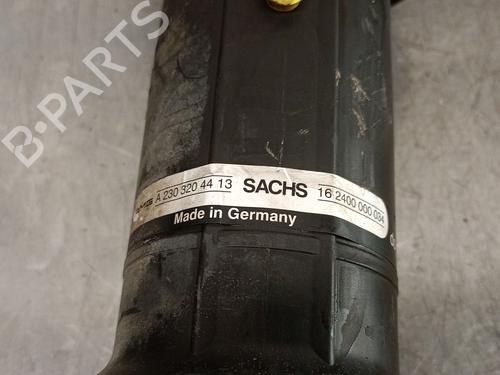 B-PARTS
A 230 320 44 13 SACHS 16 2400 000 034
Made in Germany